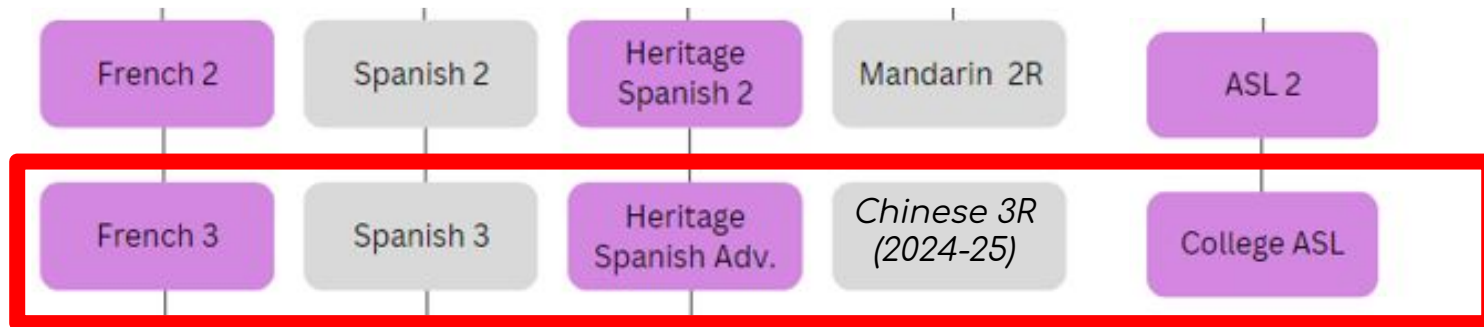 French 2
Spanish 2
Heritage
Spanish 2
Mandarin 2R
ASL 2
French 3
Spanish 3
Heritage
Spanish Adv.
Chinese 3R
(2024-25)
College ASL